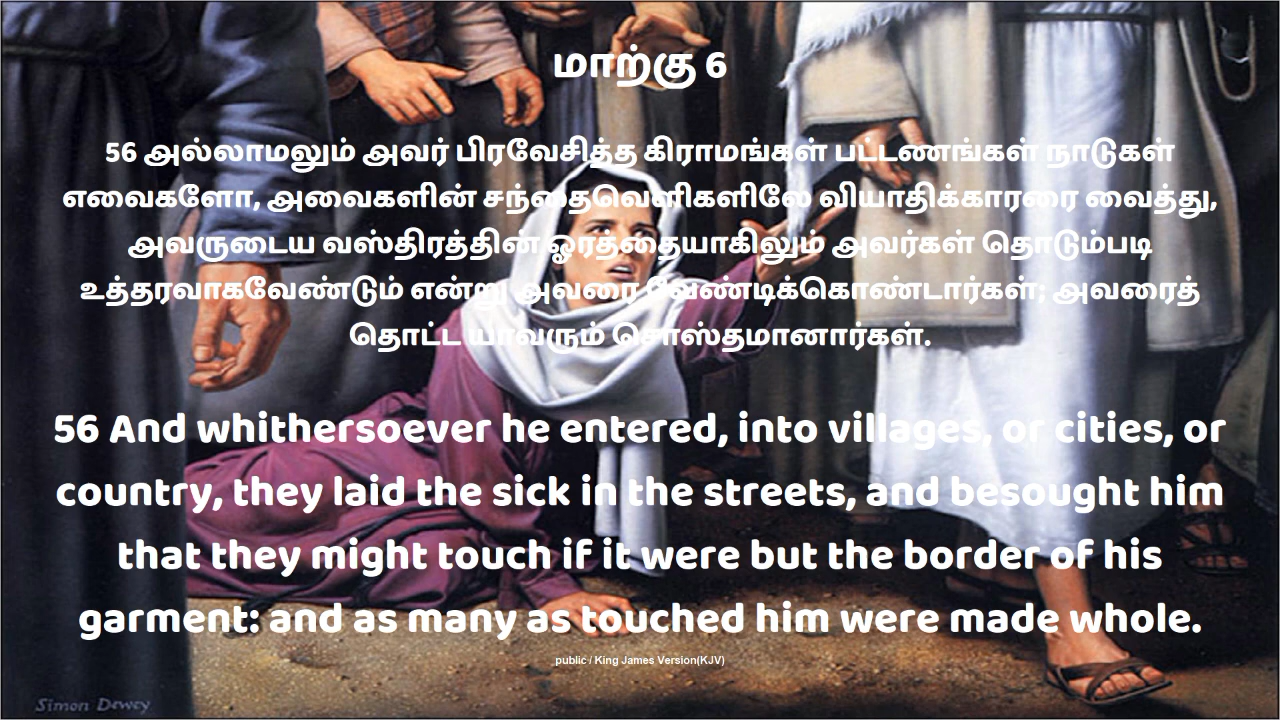 மாற்கு 6
56 அல்லாமலும் அவர் பிரவேசித்த கிராமங்கள் பட்டணங்கள் நாடுகள்
எவைகளோ, அவைகளின் சந்தைவெளிகளிலே வியாதிக்காரரை வைத்து,
அவருடைய வஸ்திரத்தின் ஓரத்தையாகிலும் அவர்கள் தொடும்படி
உத்தரவாகவேண்டும் என்று அவரை வேண்டிக்கொண்டார்கள்; அவரைத்
தொட்ட யாவரும் சொஸ்தமானார்கள்.
56 And whithersoever he entered, into villages, or cities, or
country, they laid the sick in the streets, and besought him
that they might touch if it were but the border of his
garment: and as many as touched him were made whole.
public / King James Version(KJV)
Simon Dewey